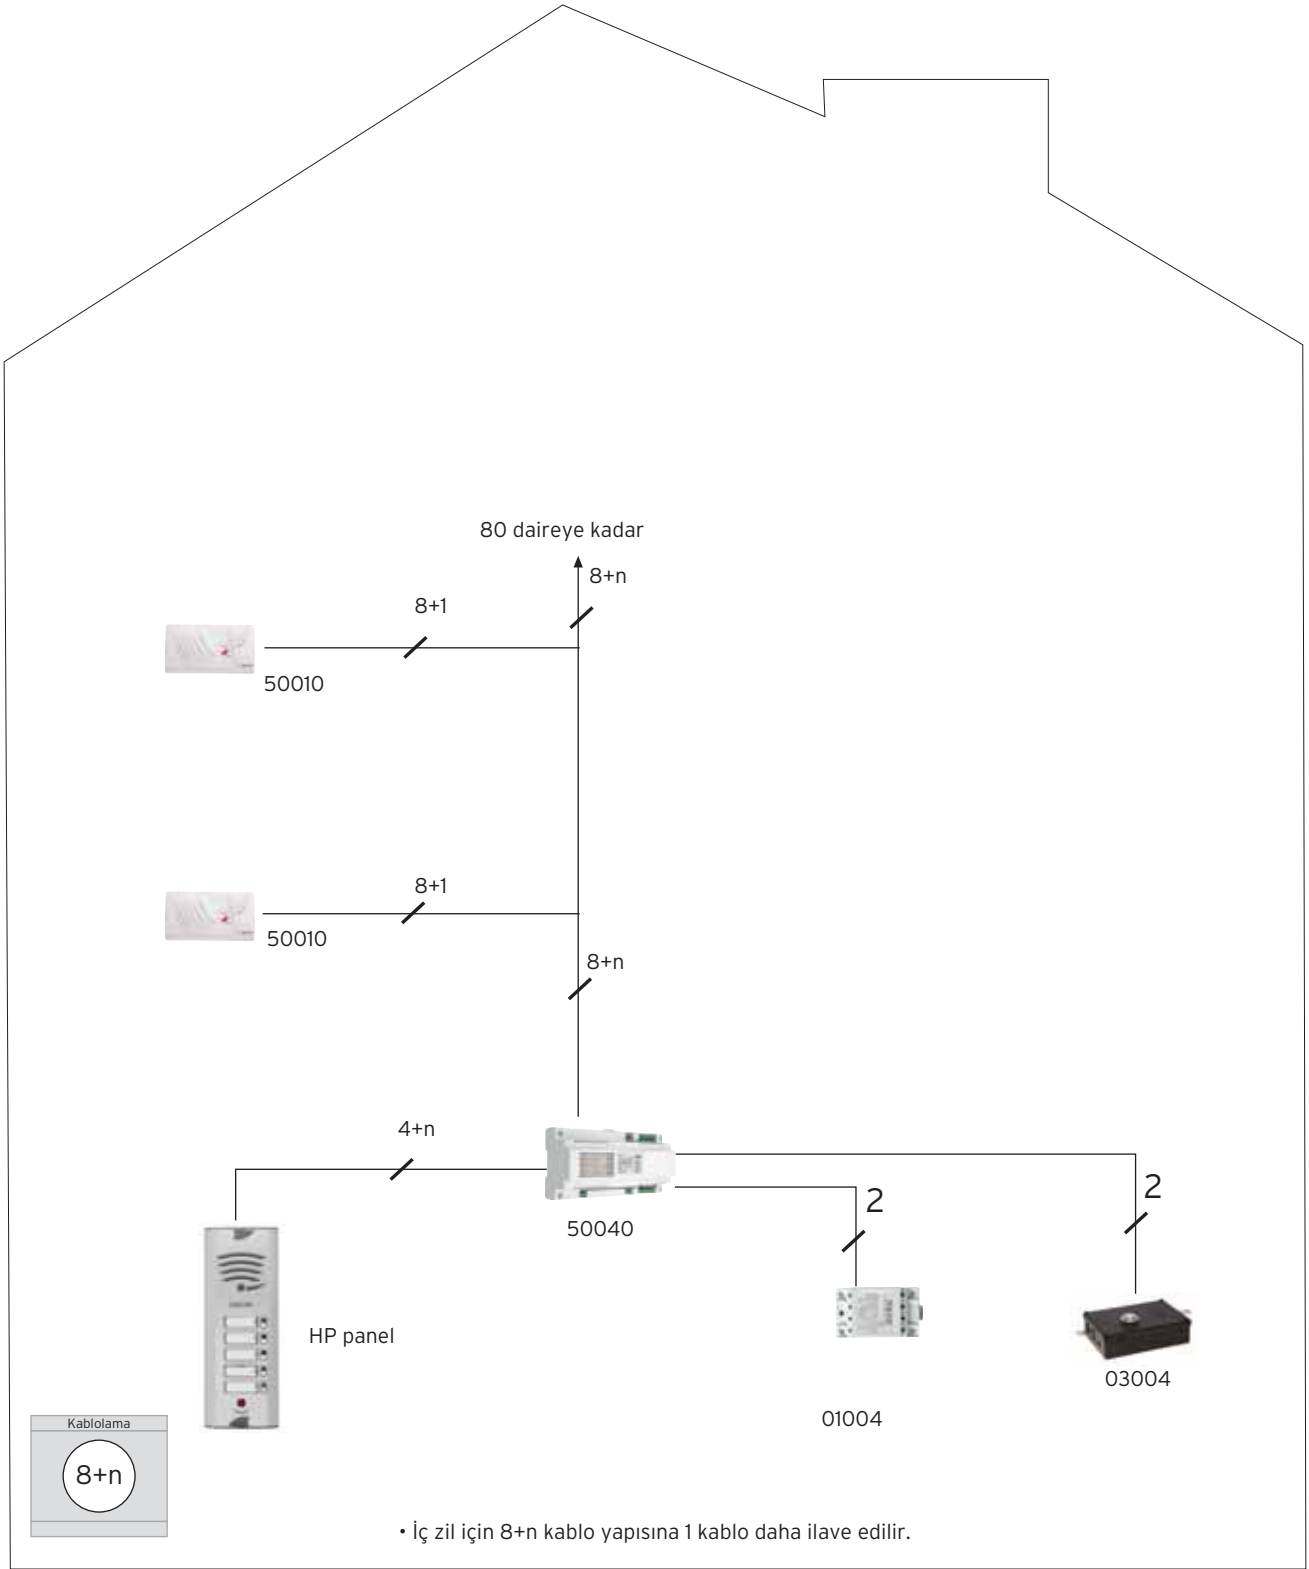 80 daireye kadar
8+n
8+1
50010
8+1
50010
8+n
4+n
50040
2
2
HP panel
03004
01004
Kablolama
8+n
• İç zil için 8+n kablo yapısına 1 kablo daha ilave edilir.